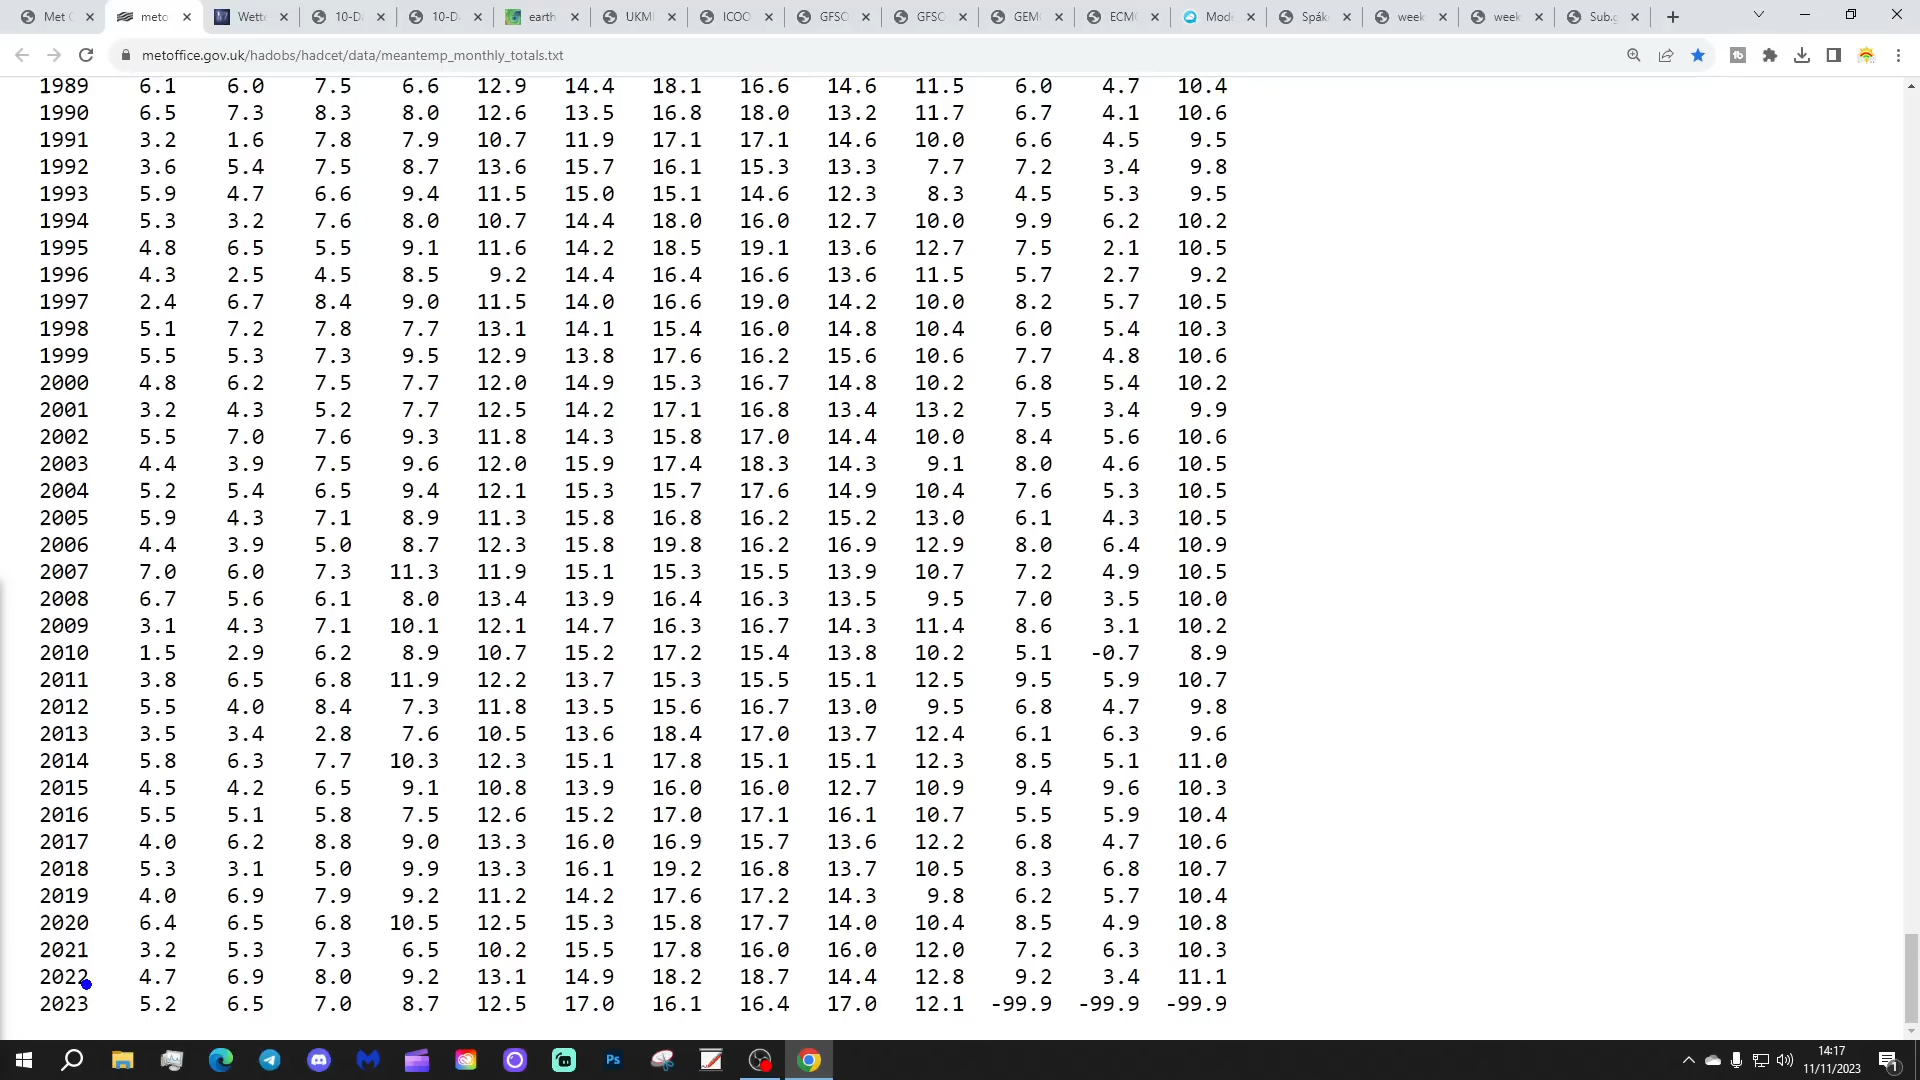 Met O
meto
Wette
10-Da
10-Da
earth
UKM
ICOO
GFSO
GFSO
GEM
ECM
Mode
Spák
week
week
Sub.g
metoffice.gov.uk/hadobs/hadcet/data/meantemp_monthly_totals.txt
1989 6.1 6.0 7.5 6.6 12.9 14.4 18.1 16.6 14.6 11.5 6.0 4.7 10.4
1990 6.5 7.3 8.3 8.0 12.6 13.5 16.8 18.0 13.2 11.7 6.7 4.1 10.6
1991 3.2 1.6 7.8 7.9 10.7 11.9 17.1 17.1 14.6 10.0 6.6 4.5 9.5
1992 3.6 5.4 7.5 8.7 13.6 15.7 16.1 15.3 13.3 7.7 7.2 3.4 9.8
1993 5.9 4.7 6.6 9.4 11.5 15.0 15.1 14.6 12.3 8.3 4.5 5.3 9.5
1994 5.3 3.2 7.6 8.0 10.7 14.4 18.0 16.0 12.7 10.0 9.9 6.2 10.2
1995 4.8 6.5 5.5 9.1 11.6 14.2 18.5 19.1 13.6 12.7 7.5 2.1 10.5
1996 4.3 2.5 4.5 8.5 9.2 14.4 16.4 16.6 13.6 11.5 5.7 2.7 9.2
1997 2.4 6.7 8.4 9.0 11.5 14.0 16.6 19.0 14.2 10.0 8.2 5.7 10.5
1998 5.1 7.2 7.8 7.7 13.1 14.1 15.4 16.0 14.8 10.4 6.0 5.4 10.3
1999 5.5 5.3 7.3 9.5 12.9 13.8 17.6 16.2 15.6 10.6 7.7 4.8 10.6
2000 4.8 6.2 7.5 7.7 12.0 14.9 15.3 16.7 14.8 10.2 6.8 5.4 10.2
2001 3.2 4.3 5.2 7.7 12.5 14.2 17.1 16.8 13.4 13.2 7.5 3.4 9.9
2002 5.5 7.0 7.6 9.3 11.8 14.3 15.8 17.0 14.4 10.0 8.4 5.6 10.6
2003 4.4 3.9 7.5 9.6 12.0 15.9 17.4 18.3 14.3 9.1 8.0 4.6 10.5
2004 5.2 5.4 6.5 9.4 12.1 15.3 15.7 17.6 14.9 10.4 7.6 5.3 10.5
2005 5.9 4.3 7.1 8.9 11.3 15.8 16.8 16.2 15.2 13.0 6.1 4.3 10.5
2006 4.4 3.9 5.0 8.7 12.3 15.8 19.8 16.2 16.9 12.9 8.0 6.4 10.9
2007 7.0 6.0 7.3 11.3 11.9 15.1 15.3 15.5 13.9 10.7 7.2 4.9 10.5
2008 6.7 5.6 6.1 8.0 13.4 13.9 16.4 16.3 13.5 9.5 7.0 3.5 10.0
2009 3.1 4.3 7.1 10.1 12.1 14.7 16.3 16.7 14.3 11.4 8.6 3.1 10.2
2010 1.5 2.9 6.2 8.9 10.7 15.2 17.2 15.4 13.8 10.2 5.1 -0.7 8.9
2011 3.8 6.5 6.8 11.9 12.2 13.7 15.3 15.5 15.1 12.5 9.5 5.9 10.7
2012 5.5 4.0 8.4 7.3 11.8 13.5 15.6 16.7 13.0 9.5 6.8 4.7 9.8
2013 3.5 3.4 2.8 7.6 10.5 13.6 18.4 17.0 13.7 12.4 6.1 6.3 9.6
2014 5.8 6.3 7.7 10.3 12.3 15.1 17.8 15.1 15.1 12.3 8.5 5.1 11.0
2015 4.5 4.2 6.5 9.1 10.8 13.9 16.0 16.0 12.7 10.9 9.4 9.6 10.3
2016 5.5 5.1 5.8 7.5 12.6 15.2 17.0 17.1 16.1 10.7 5.5 5.9 10.4
2017 4.0 6.2 8.8 9.0 13.3 16.0 16.9 15.7 13.6 12.2 6.8 4.7 10.6
2018 5.3 3.1 5.0 9.9 13.3 16.1 19.2 16.8 13.7 10.5 8.3 6.8 10.7
2019 4.0 6.9 7.9 9.2 11.2 14.2 17.6 17.2 14.3 9.8 6.2 5.7 10.4
2020 6.4 6.5 6.8 10.5 12.5 15.3 15.8 17.7 14.0 10.4 8.5 4.9 10.8
2021 3.2 5.3 7.3 6.5 10.2 15.5 17.8 16.0 16.0 12.0 7.2 6.3 10.3
2022 4.7 6.9 8.0 9.2 13.1 14.9 18.2 18.7 14.4 12.8 9.2 3.4 11.1
2023 5.2 6.5 7.0 8.7 12.5 17.0 16.1 16.4 17.0 12.1 -99.9 -99.9 -99.9
Ps
14:17
11/11/2023
1